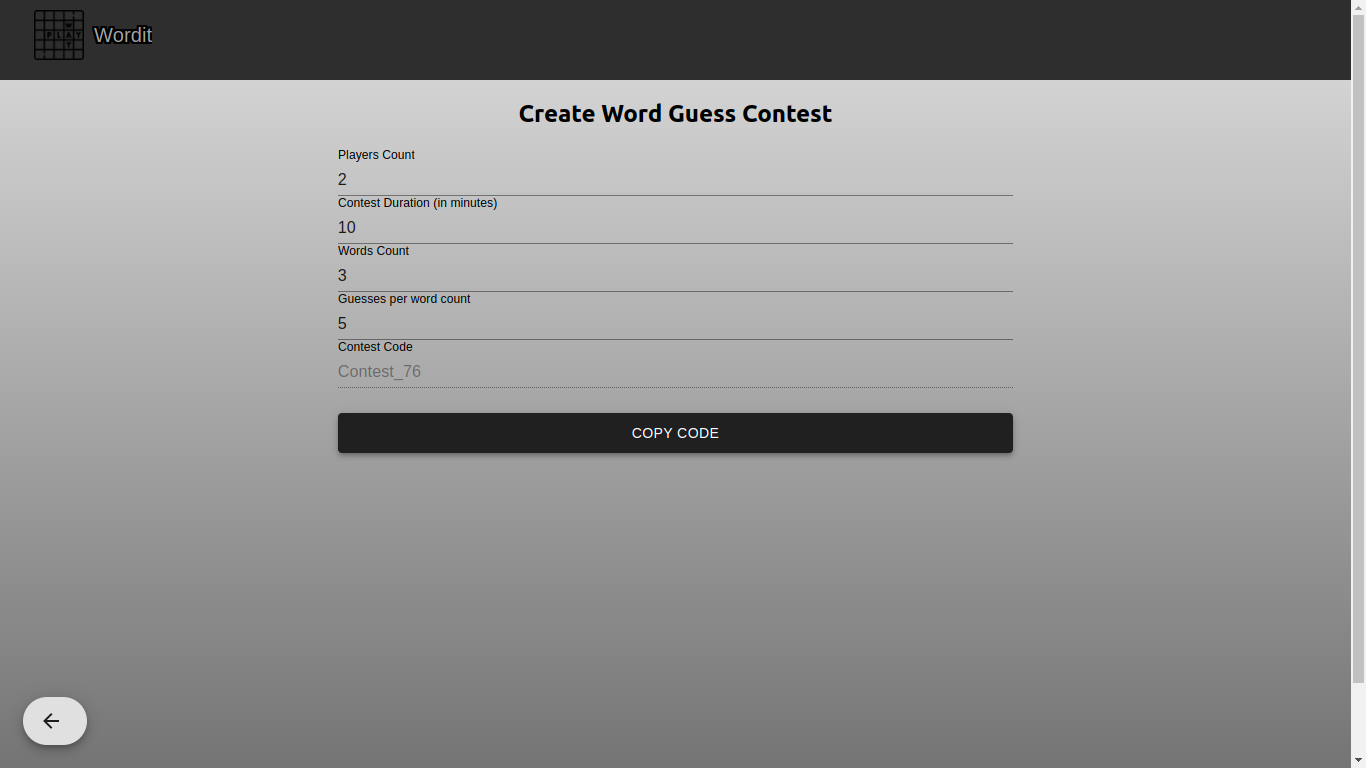 Wordit
Create Word Guess Contest
Players Count
2
Contest Duration (in minutes)
10
Words Count
3
Guesses per word count
5
Contest Code
Contest_76
COPY CODE